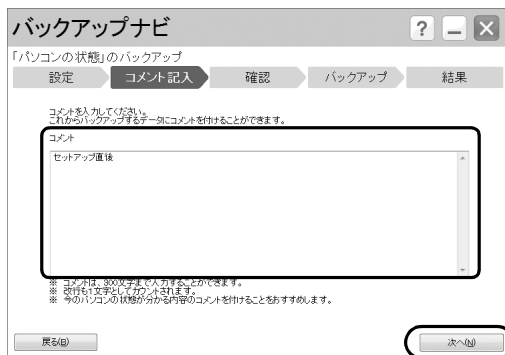 バックアップナビ
?
「パソコンの状態」のバックアップ
設定 コメント記入 確認 バックアップ 結果
コメントを入力してください。
これからバックアップするデータにコメントを付けることができます。
コメント
セットアップ直後
※ コメントは、300文字まで入力することができます。
※ 改行も1文字としてカウントされます。
※ 今のパソコンの状態が分かる内容のコメントを付けることをおすすめします。
戻る(B) 次へ(N)